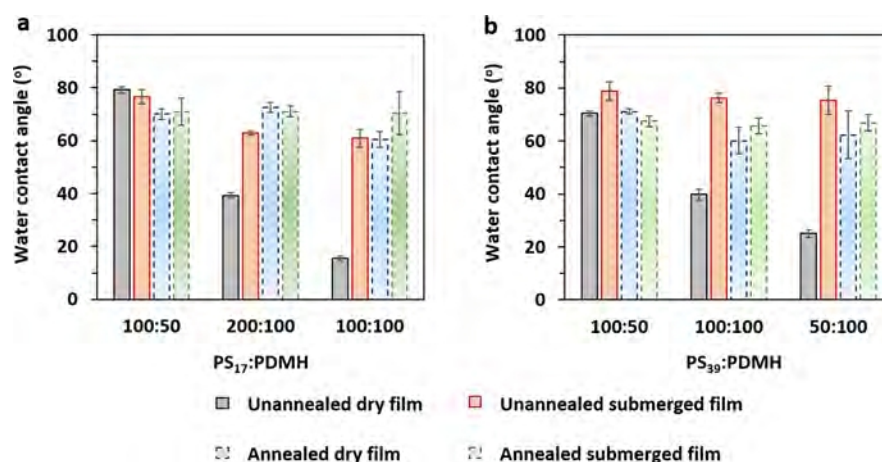 a
100
80
60
40
20
0
Water contact angle (°)
100:50 200:100 100:100
PS₁₇:PDMH
b
100
80
60
40
20
0
Water contact angle (°)
100:50 100:100 50:100
PS₃₉:PDMH
Unannealed dry film Unannealed submerged film
Annealed dry film Annealed submerged film